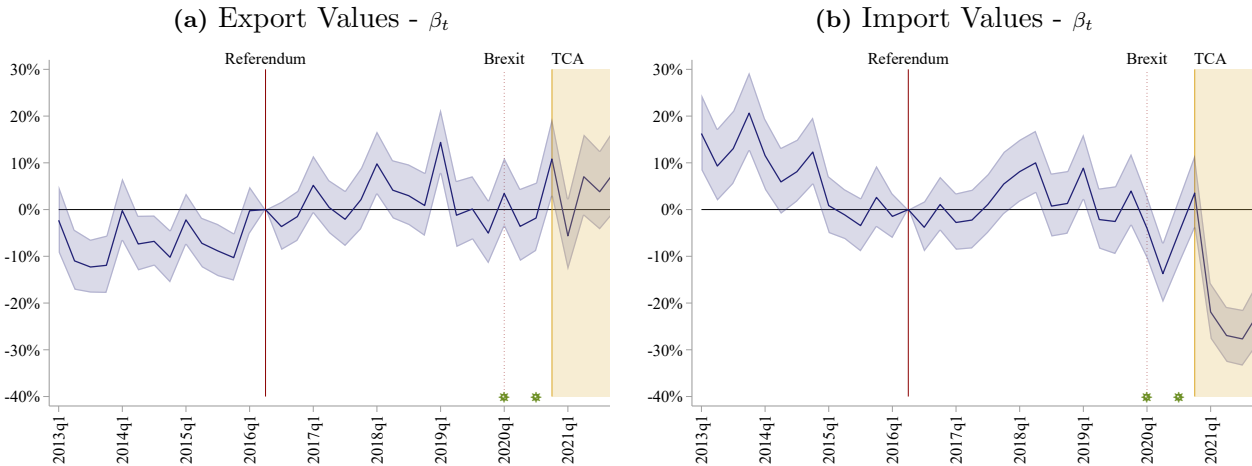 (a) Export Values - βt
Referendum
Brexit
TCA
30%
20%
10%
0%
-10%
-20%
-30%
-40%
2013q1
2014q1
2015q1
2016q1
2017q1
2018q1
2019q1
2020q1
2021q1
(b) Import Values - βt
Referendum
Brexit
TCA
30%
20%
10%
0%
-10%
-20%
-30%
-40%
2013q1
2014q1
2015q1
2016q1
2017q1
2018q1
2019q1
2020q1
2021q1